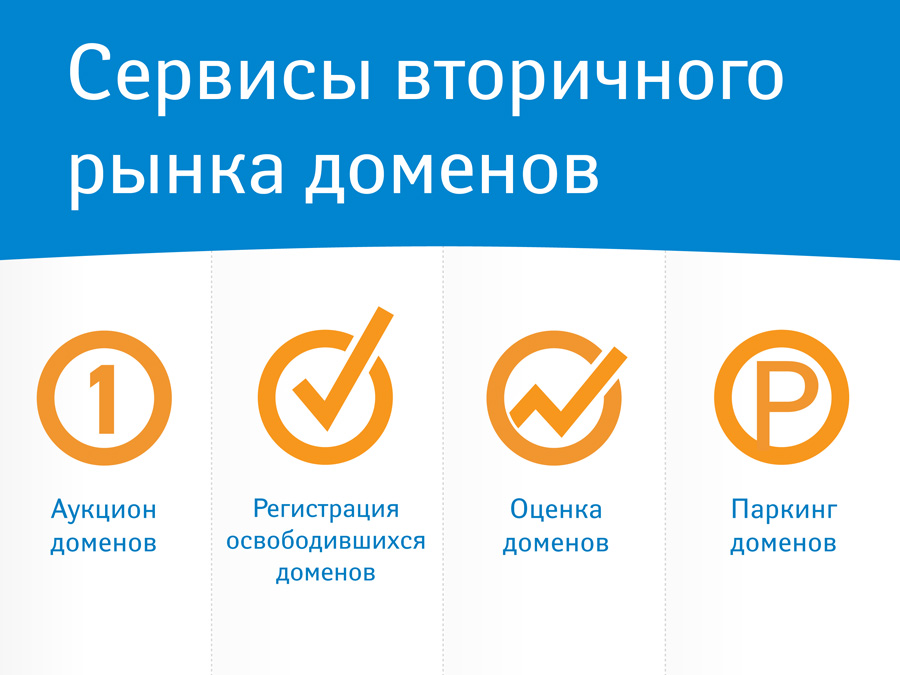 Сервисы вторичного
рынка доменов
1
P
Аукцион
доменов
Регистрация
освободившихся
доменов
Оценка
доменов
Паркинг
доменов